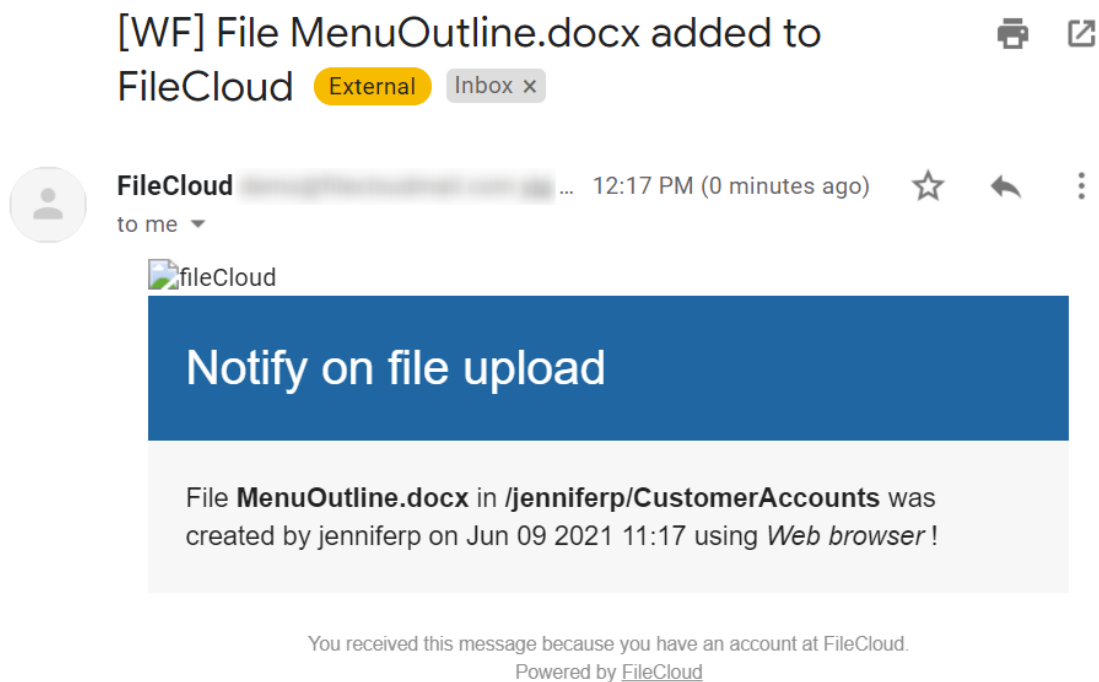 [WF] File MenuOutline.docx added to
FileCloud External Inbox ×
FileCloud ... 12:17 PM (0 minutes ago)
to me
fileCloud
Notify on file upload
File MenuOutline.docx in /jenniferp/CustomerAccounts was
created by jenniferp on Jun 09 2021 11:17 using Web browser !
You received this message because you have an account at FileCloud.
Powered by FileCloud